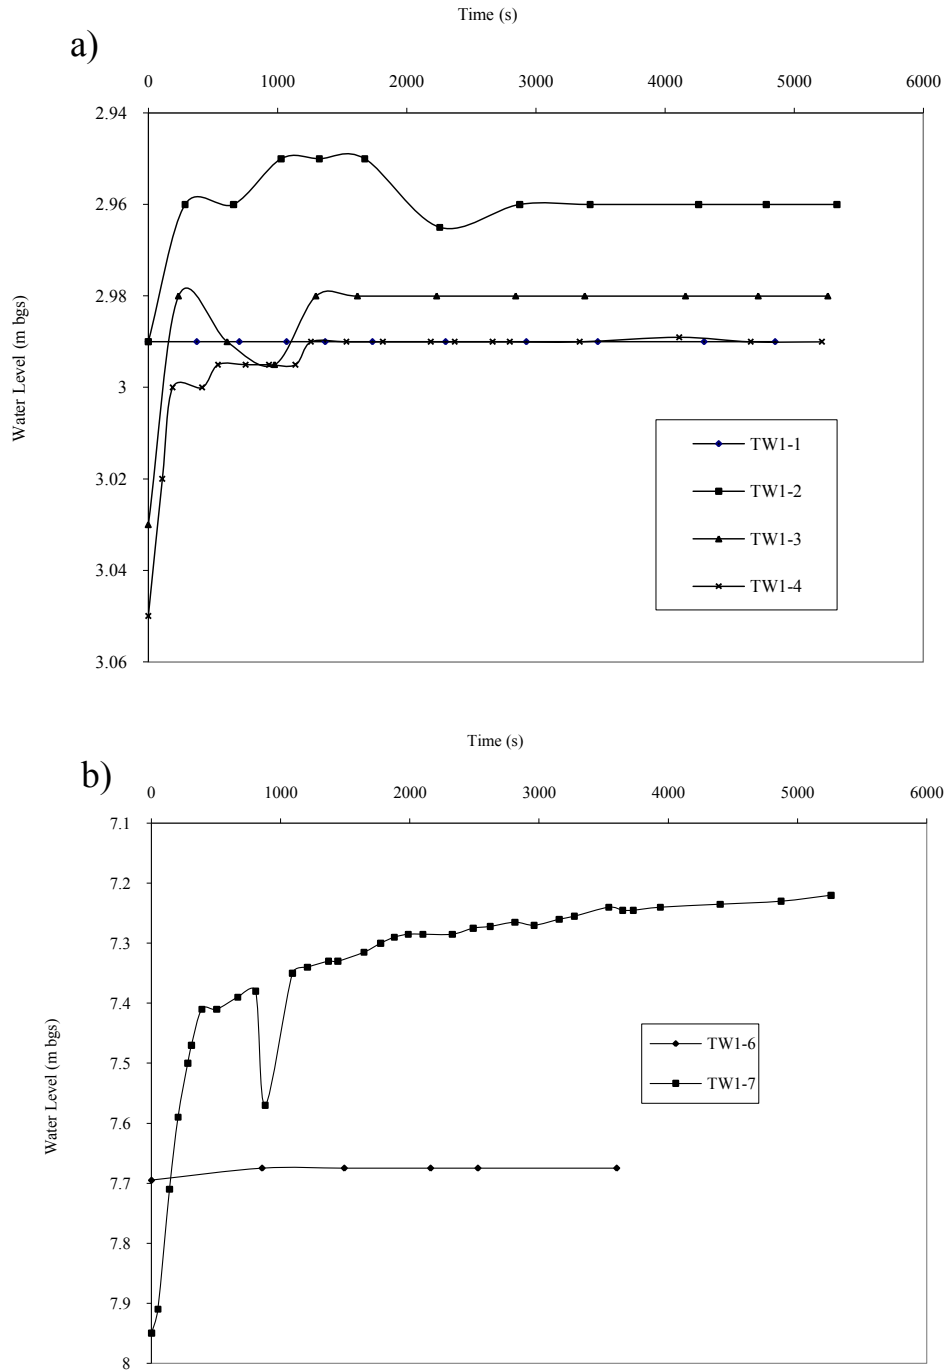 Time (s)
a)
0 1000 2000 3000 4000 5000 6000
2.94
2.96
2.98
3
3.02
3.04
3.06
Water Level (m bgs)
TW1-1
TW1-2
TW1-3
TW1-4
Time (s)
b)
0 1000 2000 3000 4000 5000 6000
7.1
7.2
7.3
7.4
7.5
7.6
7.7
7.8
7.9
8
Water Level (m bgs)
TW1-6
TW1-7